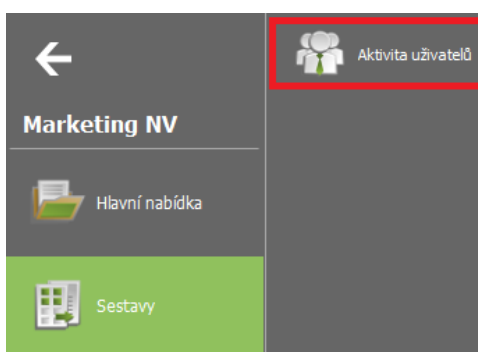 Marketing NV
Hlavní nabídka
Sestavy
Aktivita uživatelů